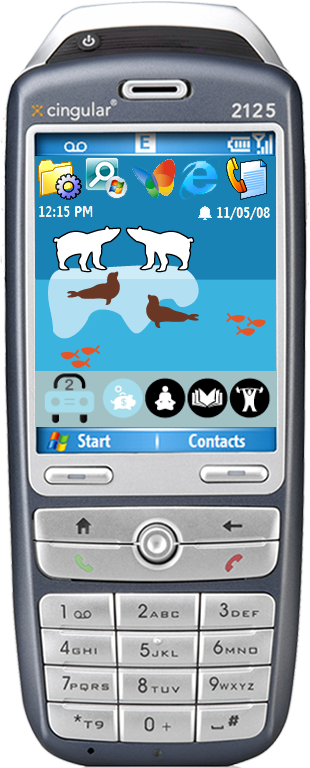 cingular® 2125
E
12:15 PM 11/05/08
2 $
Start Contacts
1 2ABC 3DEF
4GHI 5JKL 6MNO
7PQRS 8TUV 9WXYZ
*T9 0 + #